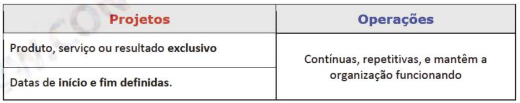 Projetos
Operações
Produto, serviço ou resultado exclusivo
Datas de início e fim definidas.
Contínuas, repetitivas, e mantêm a
organização funcionando